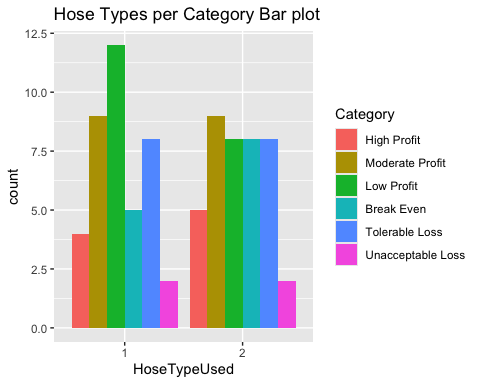 Hose Types per Category Bar plot
12.5
10.0
7.5
5.0
2.5
0.0
count
1
2
HoseTypeUsed
Category
High Profit
Moderate Profit
Low Profit
Break Even
Tolerable Loss
Unacceptable Loss